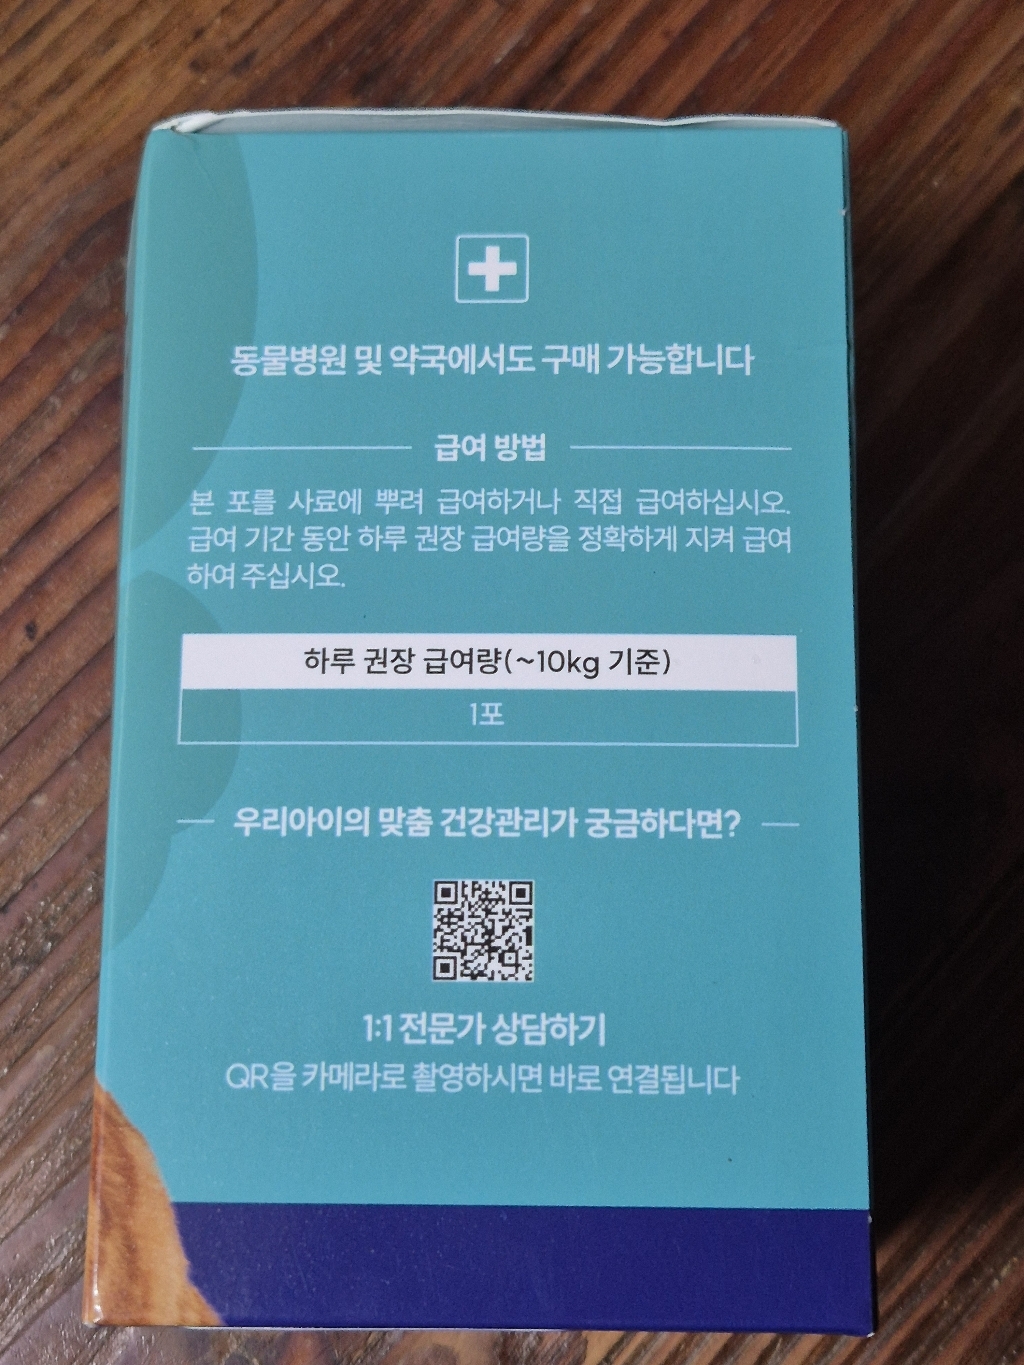 동물병원 및 약국에서도 구매 가능합니다
급여 방법
본 포를 사료에 뿌려 급여하거나 직접 급여하십시오.
급여 기간 동안 하루 권장 급여량을 정확하게 지켜 급여
하여 주십시오.
하루 권장 급여량(~10kg 기준)
1포
우리아이의 맞춤 건강관리가 궁금하다면?
1:1 전문가 상담하기
QR을 카메라로 촬영하시면 바로 연결됩니다